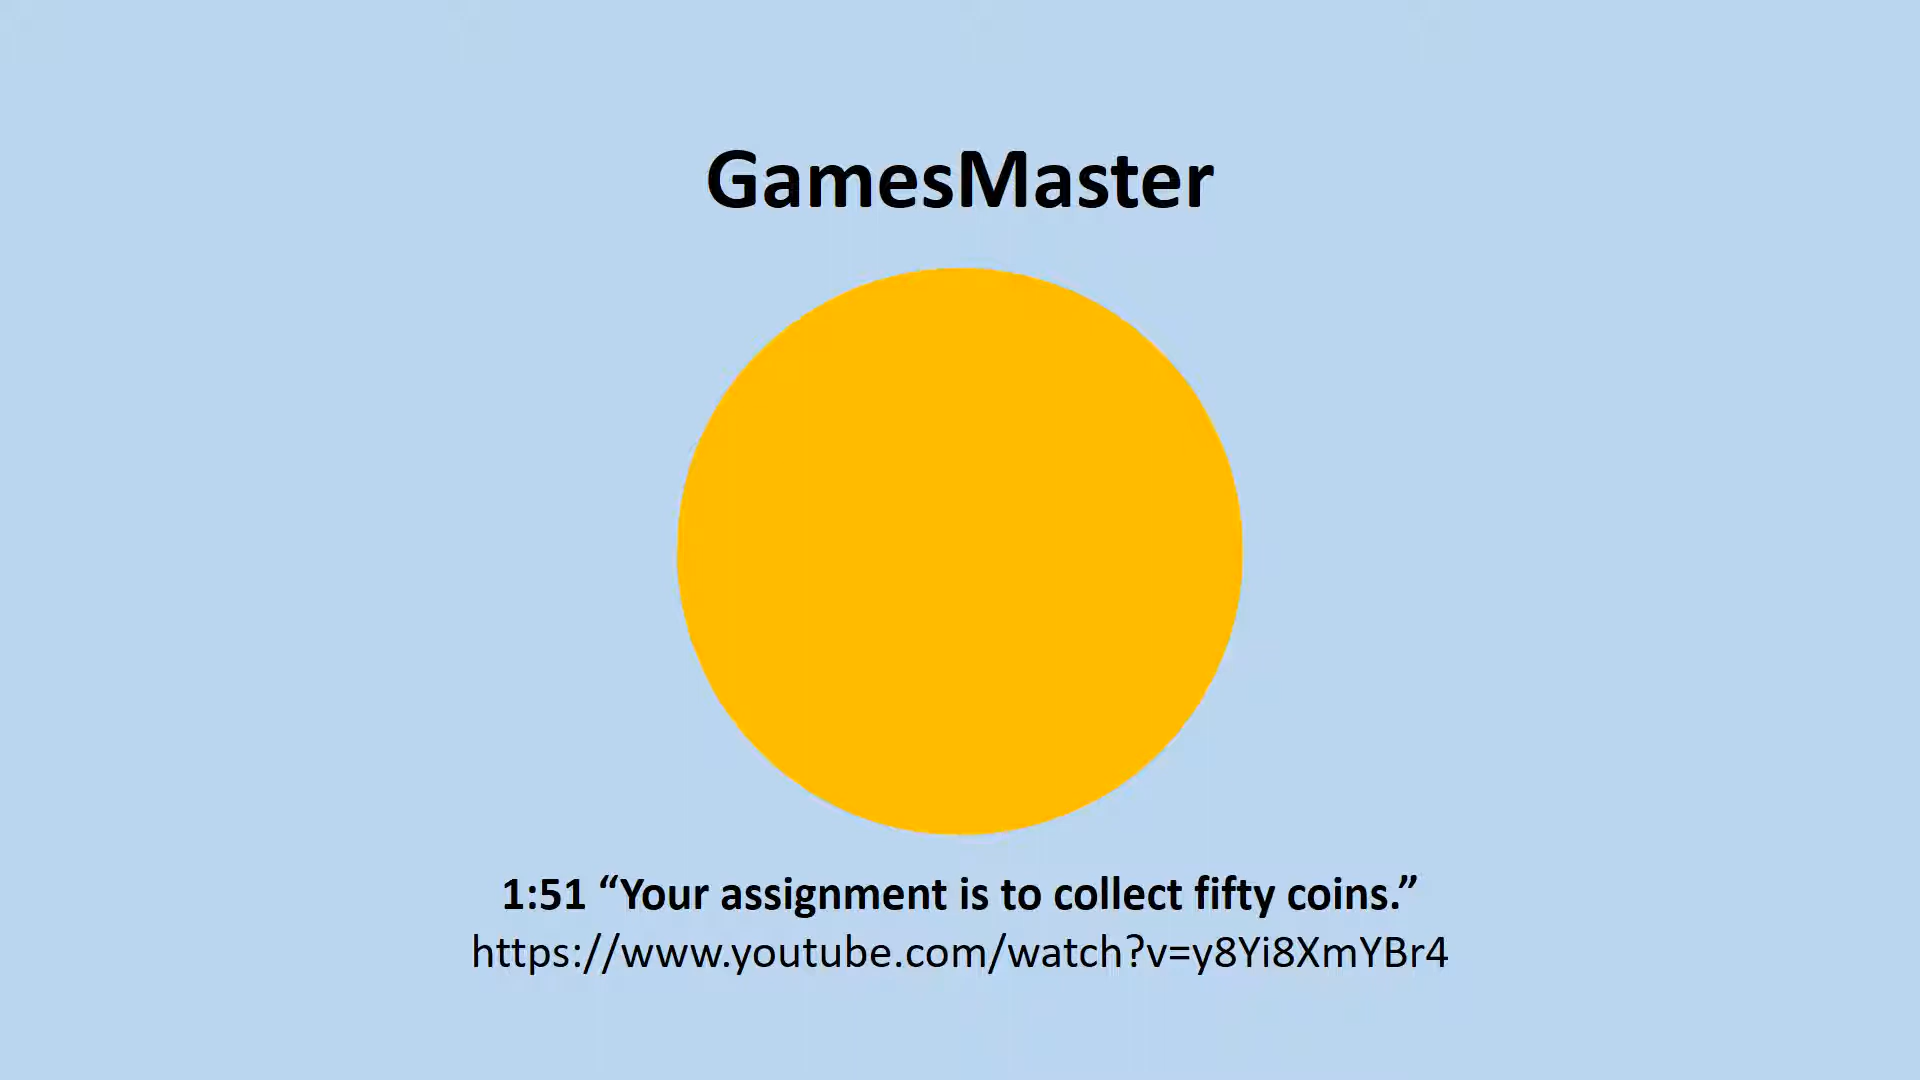 GamesMaster
1:51 “Your assignment is to collect fifty coins.”
https://www.youtube.com/watch?v=y8Yi8XmYBr4